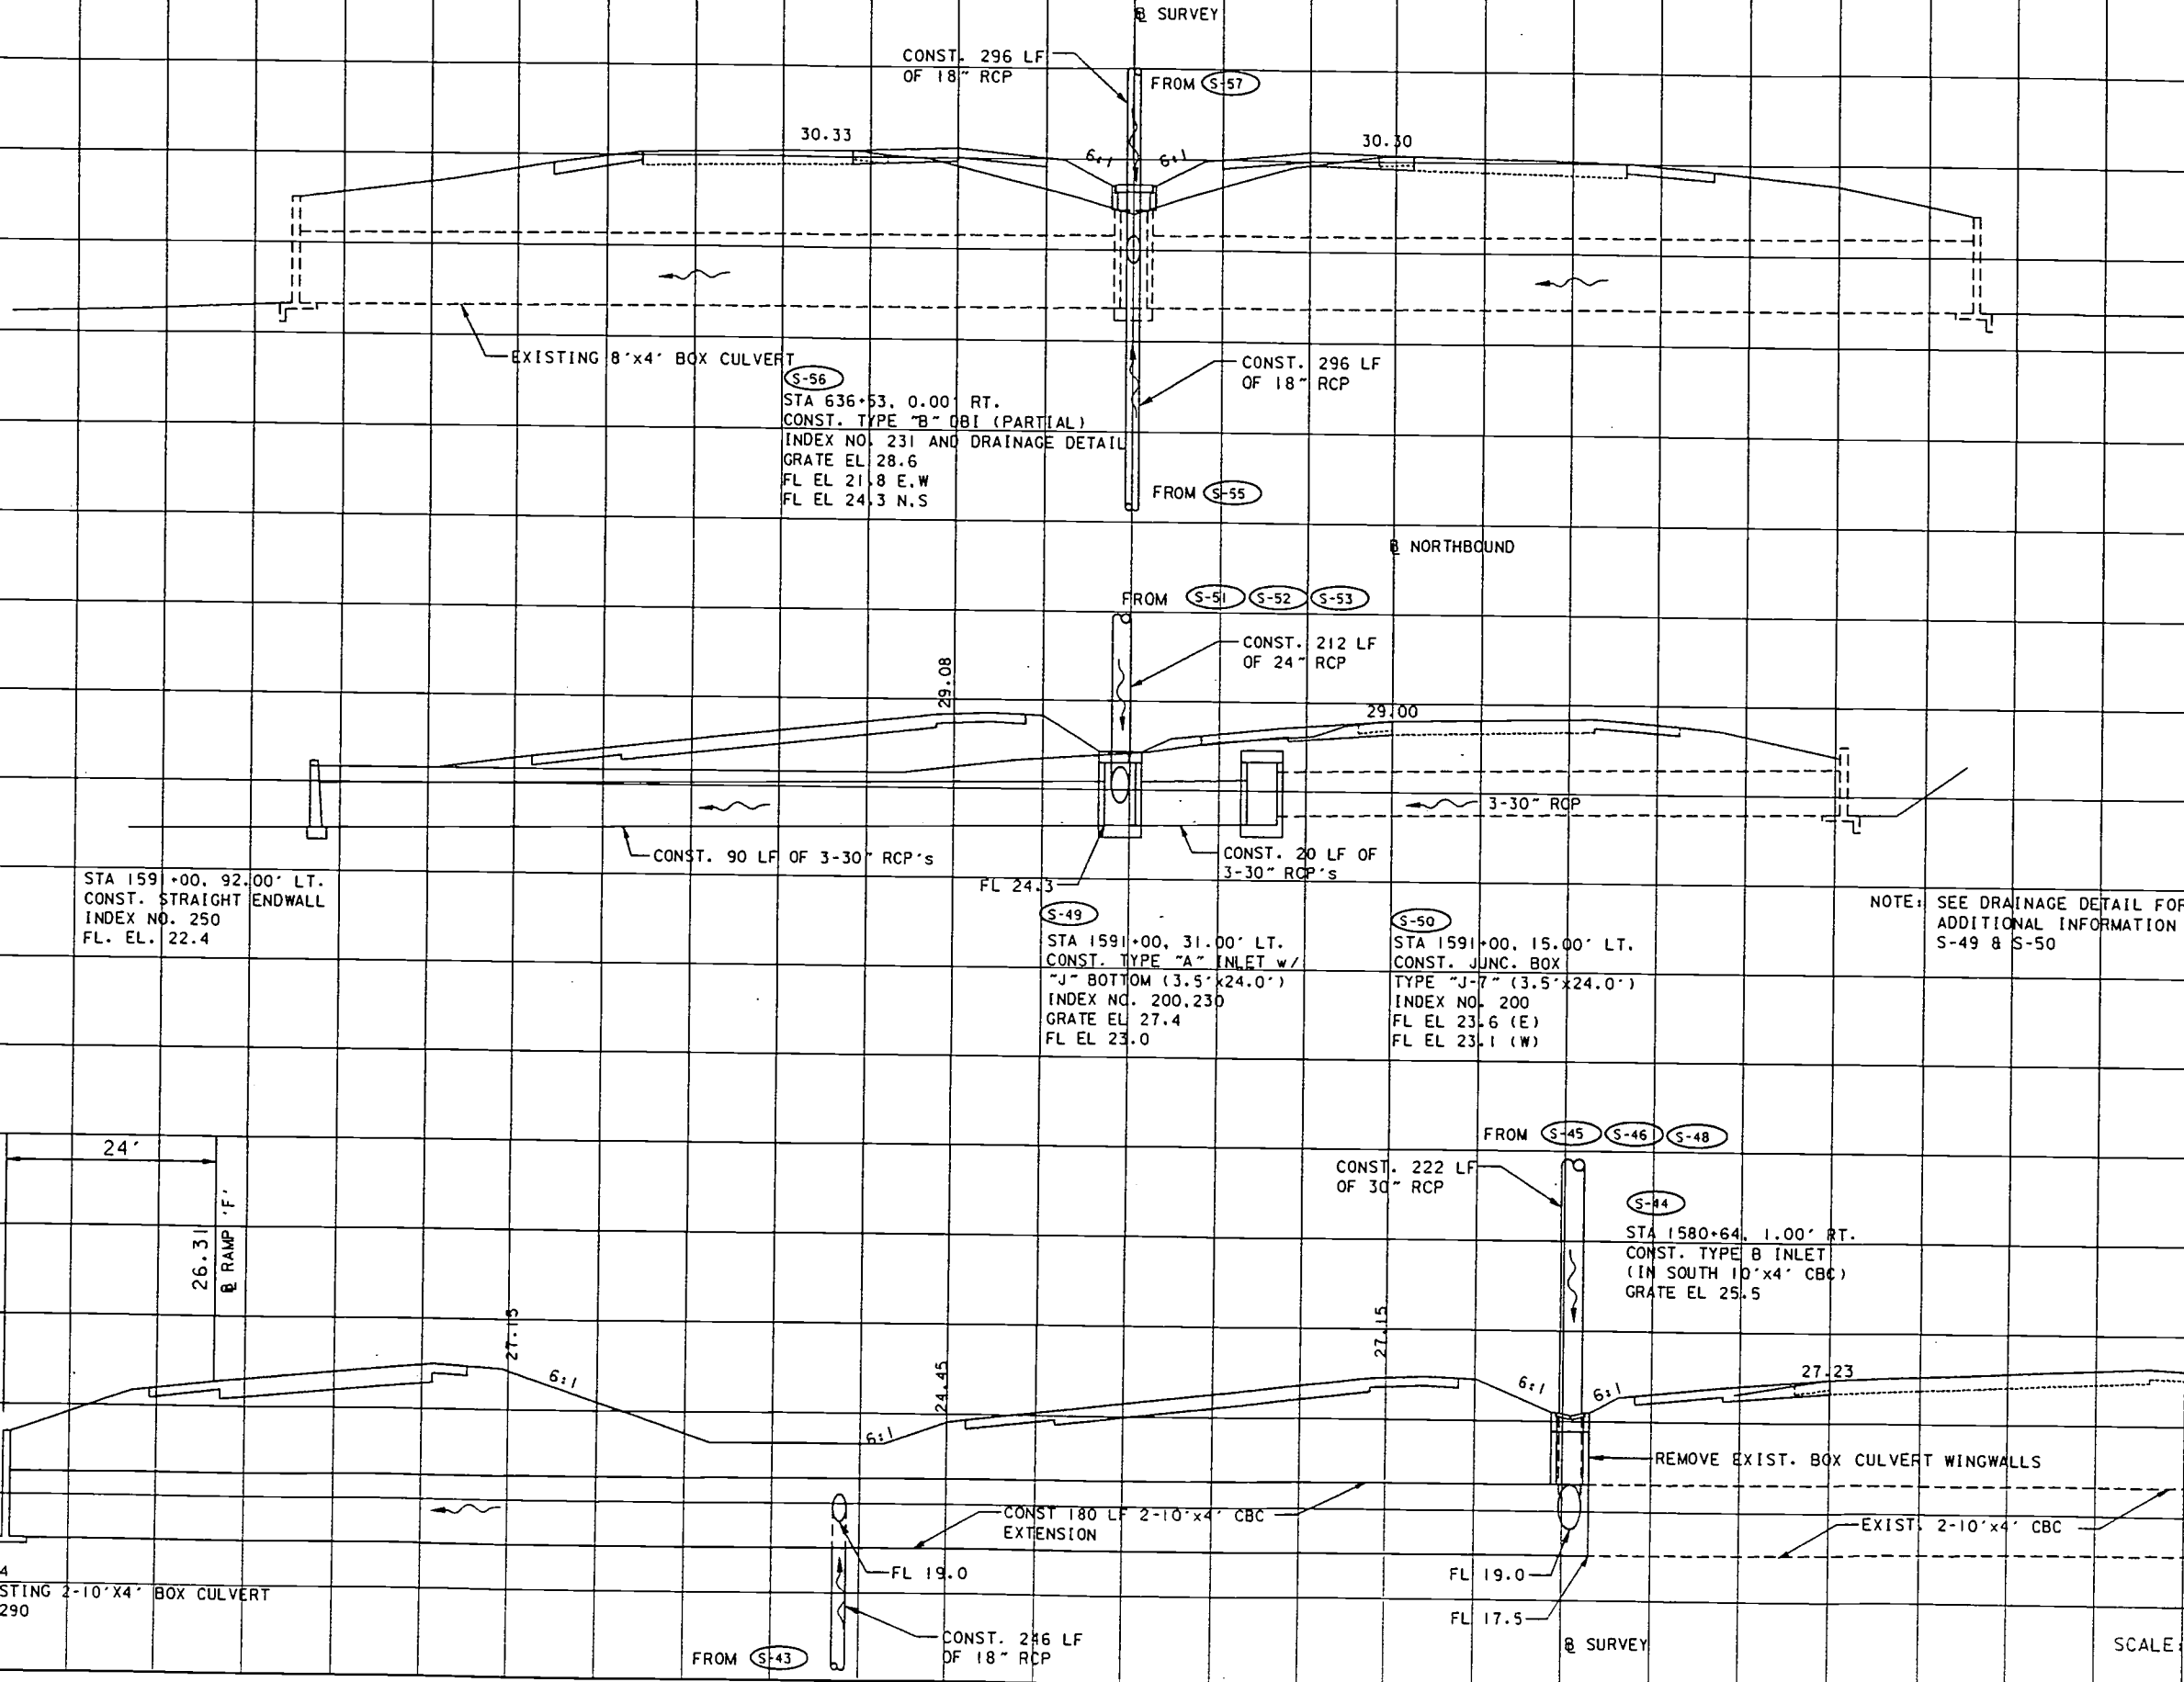 ℄ SURVEY
CONST. 296 LF
OF 18" RCP
FROM S-57
30.33
6:1
6:1
30.30
EXISTING 8'x4' BOX CULVERT
CONST. 296 LF
OF 18" RCP
S-56
STA 636+53, 0.00' RT.
CONST. TYPE "B" DBI (PARTIAL)
INDEX NO. 231 AND DRAINAGE DETAIL
GRATE EL 28.6
FL EL 21.8 E,W
FL EL 24.3 N,S
FROM S-55
℄ NORTHBOUND
FROM S-51 S-52 S-53
CONST. 212 LF
OF 24" RCP
29.08
29.00
3-30" RCP
CONST. 90 LF OF 3-30" RCP's
CONST. 20 LF OF
3-30" RCP's
FL 24.3
STA 1591+00, 92.00' LT.
CONST. STRAIGHT ENDWALL
INDEX NO. 250
FL. EL. 22.4
S-49
STA 1591+00, 31.00' LT.
CONST. TYPE "A" INLET w/
"J" BOTTOM (3.5'x24.0')
INDEX NO. 200,230
GRATE EL 27.4
FL EL 23.0
S-50
STA 1591+00, 15.00' LT.
CONST. JUNC. BOX
TYPE "J-7" (3.5'x24.0')
INDEX NO. 200
FL EL 23.6 (E)
FL EL 23.1 (W)
NOTE: SEE DRAINAGE DETAIL FOR
ADDITIONAL INFORMATION
S-49 & S-50
FROM S-45 S-46 S-48
24'
CONST. 222 LF
OF 30" RCP
S-44
STA 1580+64, 1.00' RT.
CONST. TYPE B INLET
(IN SOUTH 10'x4' CBC)
GRATE EL 25.5
26.31
℄ RAMP 'F'
27.15
6:1
6:1
24.45
27.15
6:1
6:1
27.23
REMOVE EXIST. BOX CULVERT WINGWALLS
CONST 180 LF 2-10'x4' CBC
EXTENSION
EXIST. 2-10'x4' CBC
FL 19.0
FL 19.0
FL 17.5
4
STING 2-10'X4' BOX CULVERT
290
CONST. 246 LF
OF 18" RCP
FROM S-43
℄ SURVEY
SCALE: